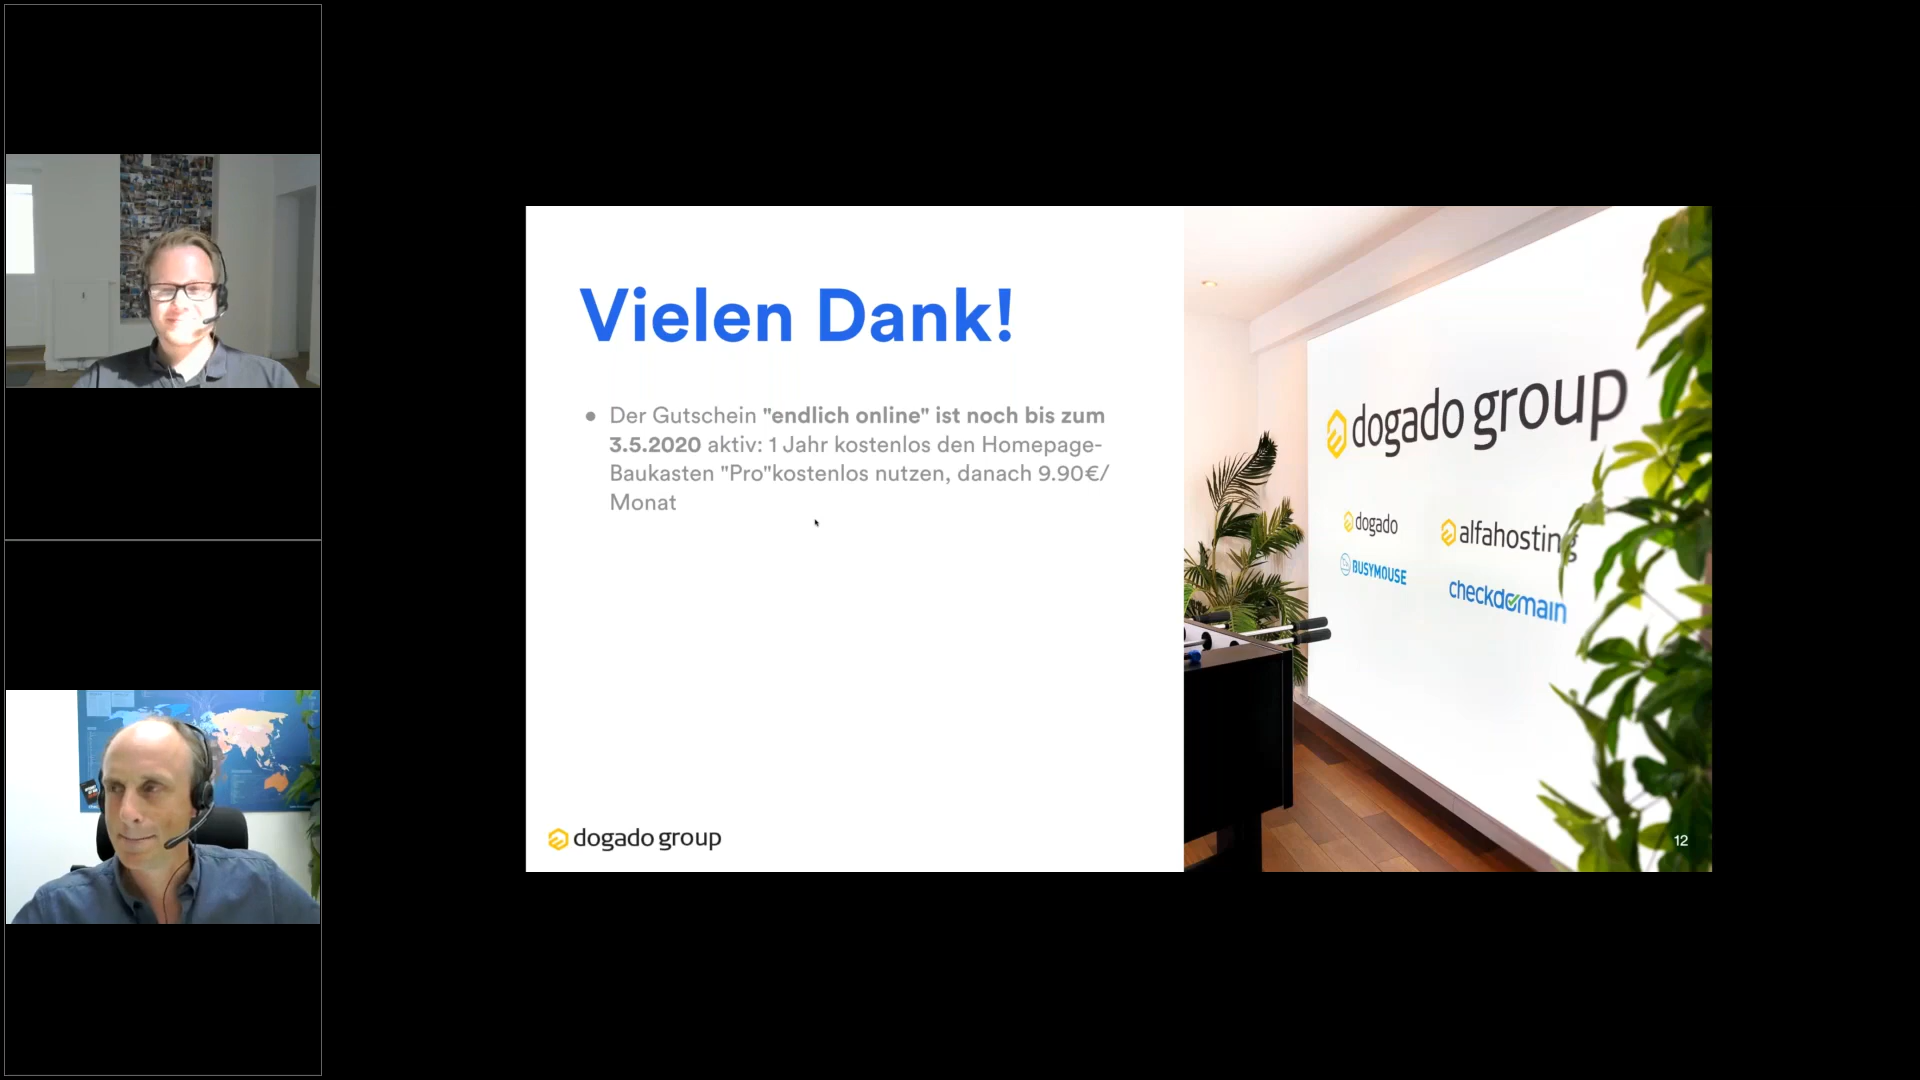 Vielen Dank!
● Der Gutschein "endlich online" ist noch bis zum
3.5.2020 aktiv: 1 Jahr kostenlos den Homepage-
Baukasten "Pro"kostenlos nutzen, danach 9.90€/
Monat
dogado group
dogado group
dogado
alfahosting
BUSYMOUSE
checkdomain
12